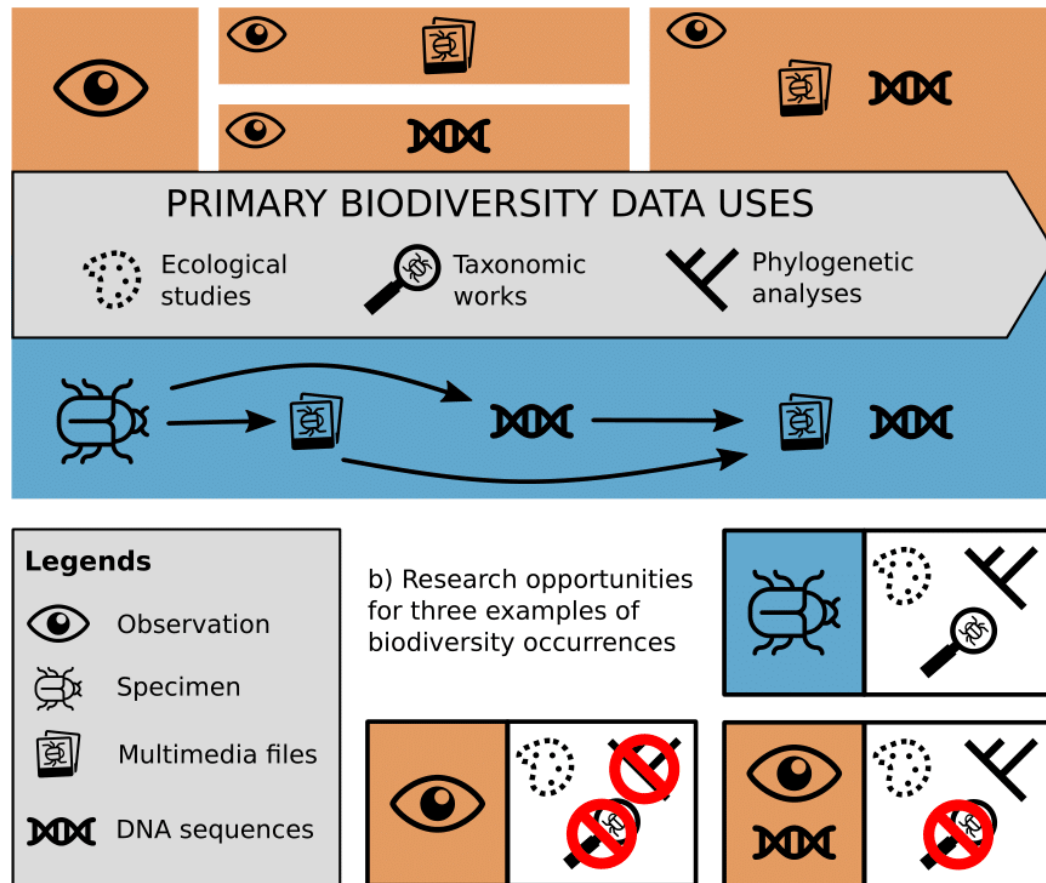 PRIMARY BIODIVERSITY DATA USES
Ecological
studies
Taxonomic
works
Phylogenetic
analyses
Legends
Observation
Specimen
Multimedia files
DNA sequences
b) Research opportunities
for three examples of
biodiversity occurrences